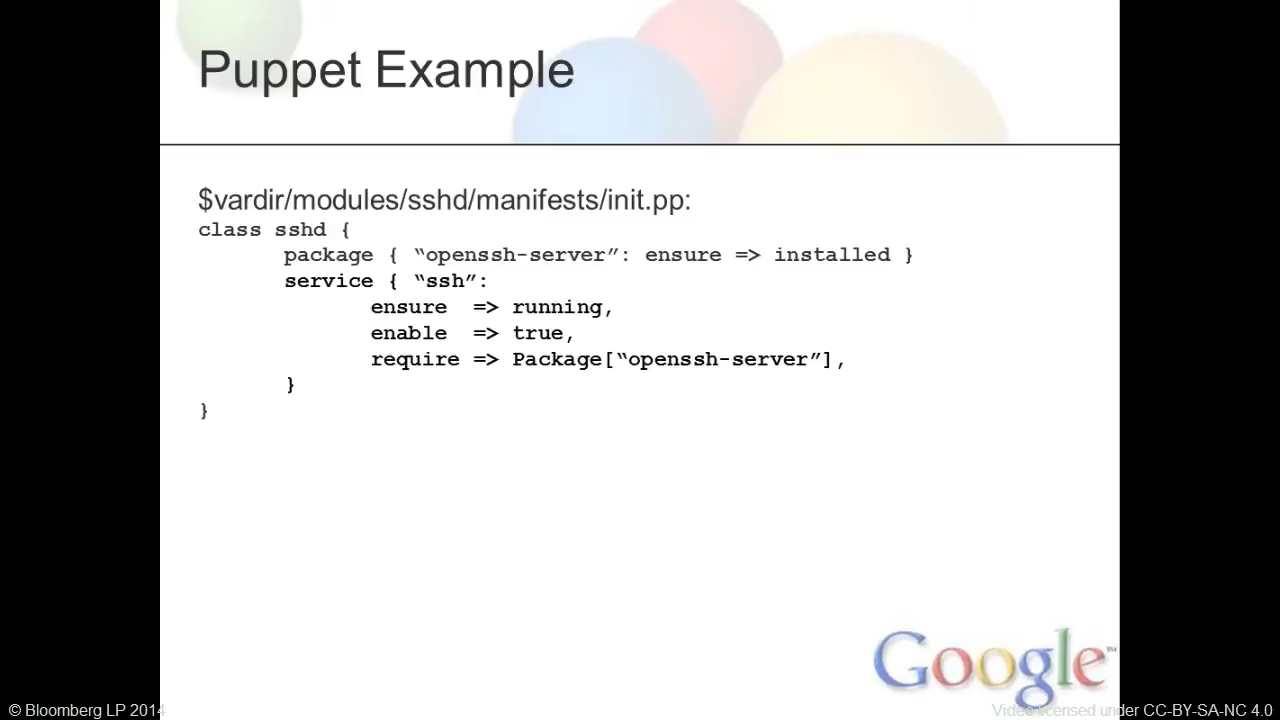 Puppet Example
$vardir/modules/sshd/manifests/init.pp:
class sshd {
package { “openssh-server”: ensure => installed }
service { “ssh”:
ensure => running,
enable => true,
require => Package[“openssh-server”],
}
}
Google™
© Bloomberg LP 2014
Video licensed under CC-BY-SA-NC 4.0